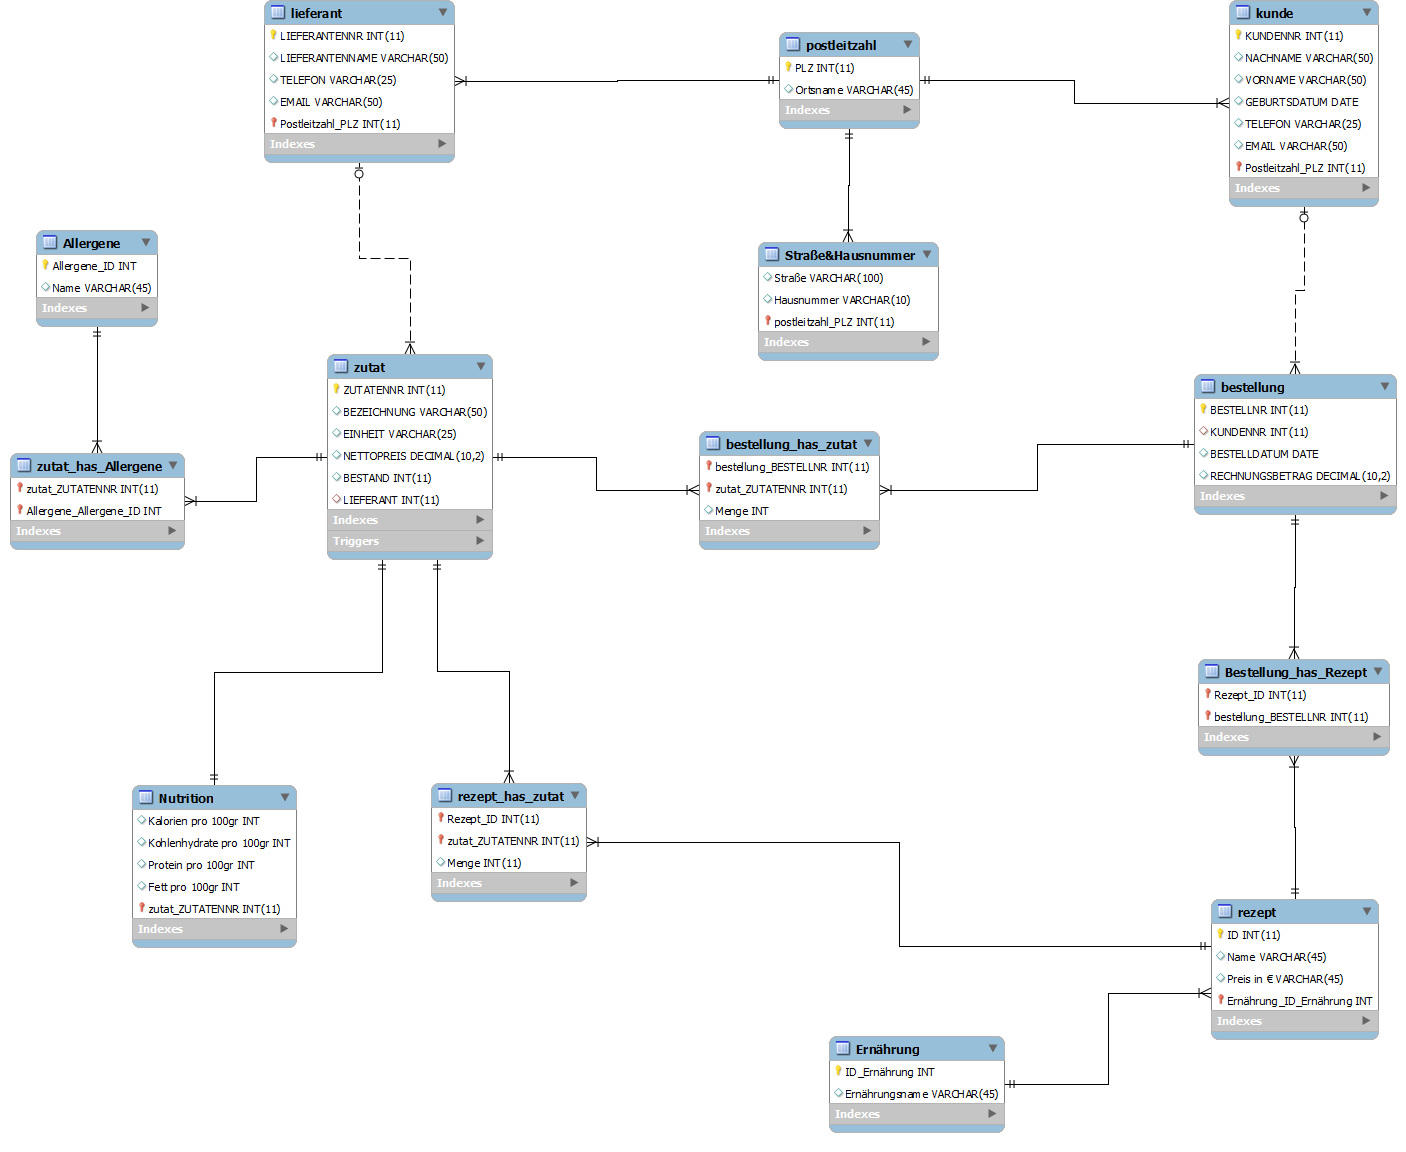 lieferant
LIEFERANTENNR INT(11)
LIEFERANTENNAME VARCHAR(50)
TELEFON VARCHAR(25)
EMAIL VARCHAR(50)
Postleitzahl_PLZ INT(11)
Indexes
postleitzahl
PLZ INT(11)
Ortsname VARCHAR(45)
Indexes
kunde
KUNDENNR INT(11)
NACHNAME VARCHAR(50)
VORNAME VARCHAR(50)
GEBURTSDATUM DATE
TELEFON VARCHAR(25)
EMAIL VARCHAR(50)
Postleitzahl_PLZ INT(11)
Indexes
Allergene
Allergene_ID INT
Name VARCHAR(45)
Indexes
Straße&Hausnummer
Straße VARCHAR(100)
Hausnummer VARCHAR(10)
postleitzahl_PLZ INT(11)
Indexes
zutat
ZUTATENNR INT(11)
BEZEICHNUNG VARCHAR(50)
EINHEIT VARCHAR(25)
NETTOPREIS DECIMAL(10,2)
BESTAND INT(11)
LIEFERANT INT(11)
Indexes
Triggers
bestellung
BESTELLNR INT(11)
KUNDENNR INT(11)
BESTELLDATUM DATE
RECHNUNGSBETRAG DECIMAL(10,2)
Indexes
zutat_has_Allergene
zutat_ZUTATENNR INT(11)
Allergene_Allergene_ID INT
Indexes
bestellung_has_zutat
bestellung_BESTELLNR INT(11)
zutat_ZUTATENNR INT(11)
Menge INT
Indexes
Bestellung_has_Rezept
Rezept_ID INT(11)
bestellung_BESTELLNR INT(11)
Indexes
Nutrition
Kalorien pro 100gr INT
Kohlenhydrate pro 100gr INT
Protein pro 100gr INT
Fett pro 100gr INT
zutat_ZUTATENNR INT(11)
Indexes
rezept_has_zutat
Rezept_ID INT(11)
zutat_ZUTATENNR INT(11)
Menge INT(11)
Indexes
rezept
ID INT(11)
Name VARCHAR(45)
Preis in € VARCHAR(45)
Ernährung_ID_Ernährung INT
Indexes
Ernährung
ID_Ernährung INT
Ernährungsname VARCHAR(45)
Indexes